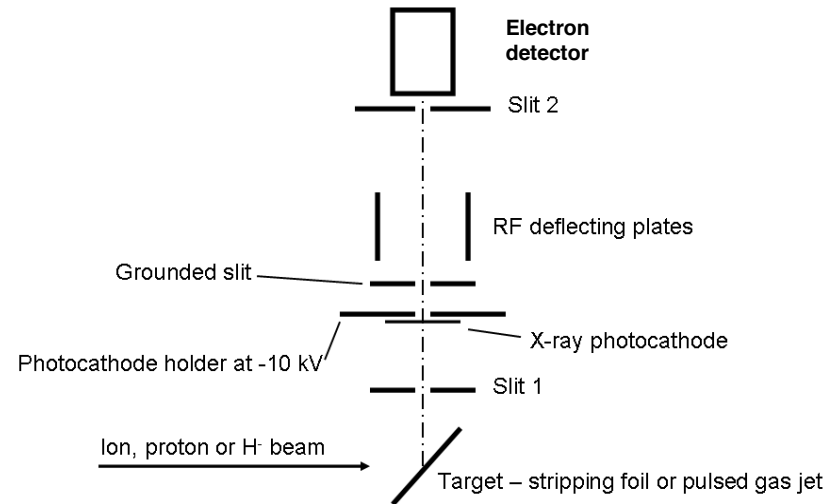 Electron
detector
Slit 2
RF deflecting plates
Grounded slit
X-ray photocathode
Photocathode holder at -10 kV
Slit 1
Ion, proton or H- beam
Target – stripping foil or pulsed gas jet